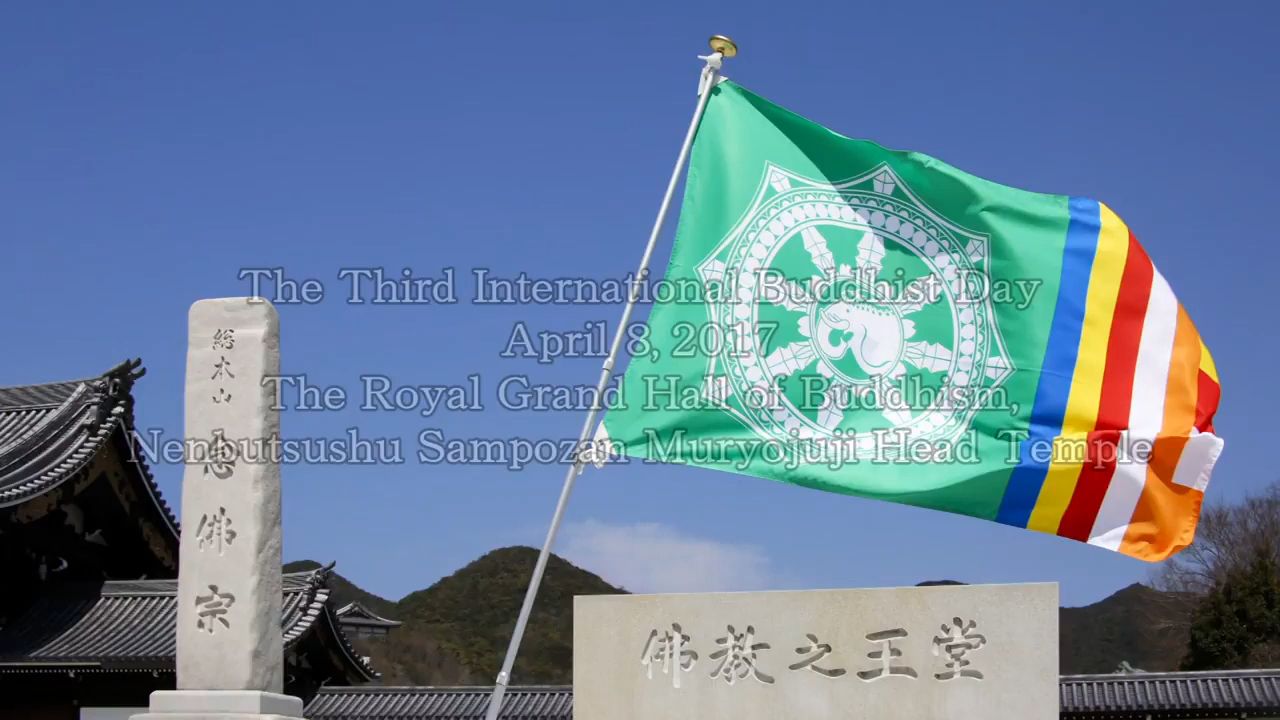 The Third International Buddhist Day
April 8, 2017
The Royal Grand Hall of Buddhism,
Nenbutsushu Sampozan Muryojuji Head Temple
総本山
念佛宗
佛教之王堂